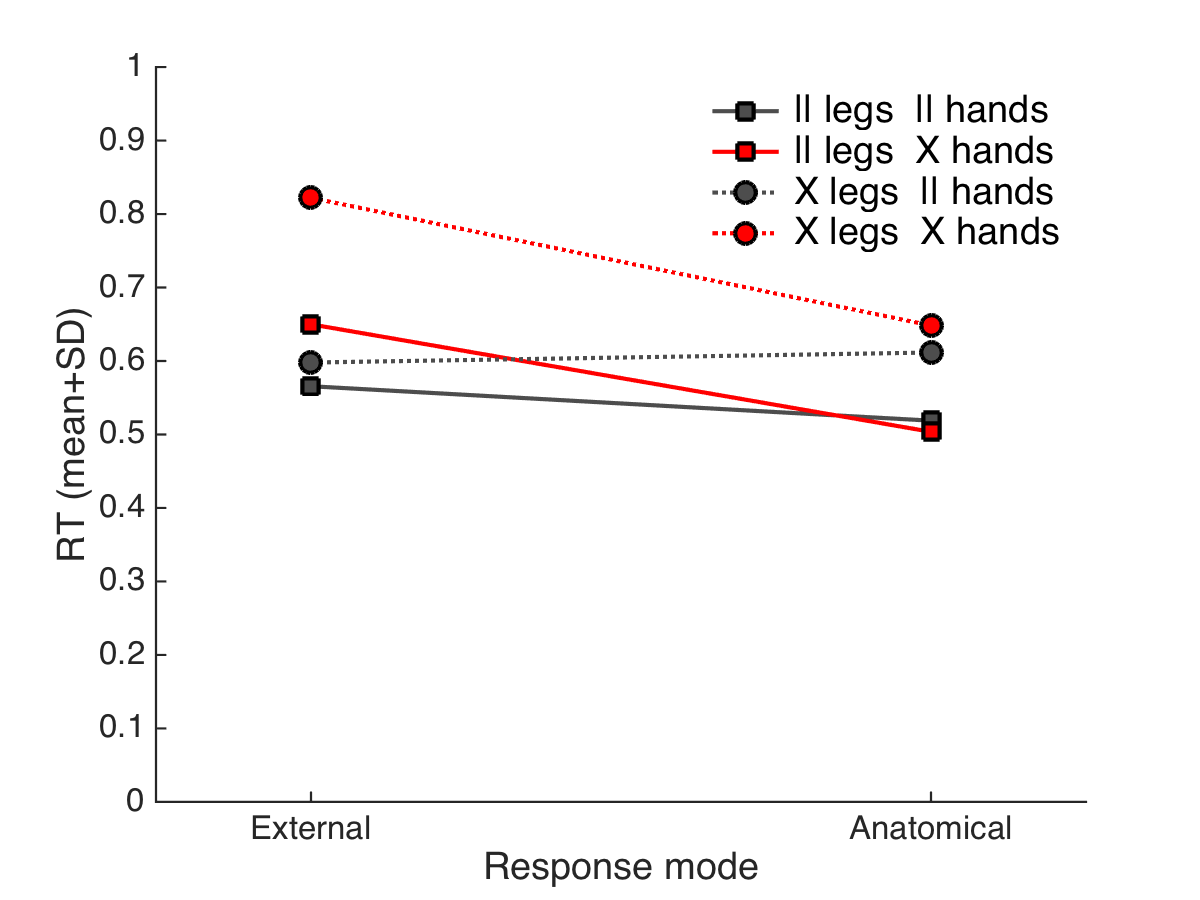 1
0.9
0.8
0.7
0.6
0.5
0.4
0.3
0.2
0.1
0
RT (mean+SD)
ll legs  ll hands
ll legs  X hands
X legs  ll hands
X legs  X hands
External
Anatomical
Response mode